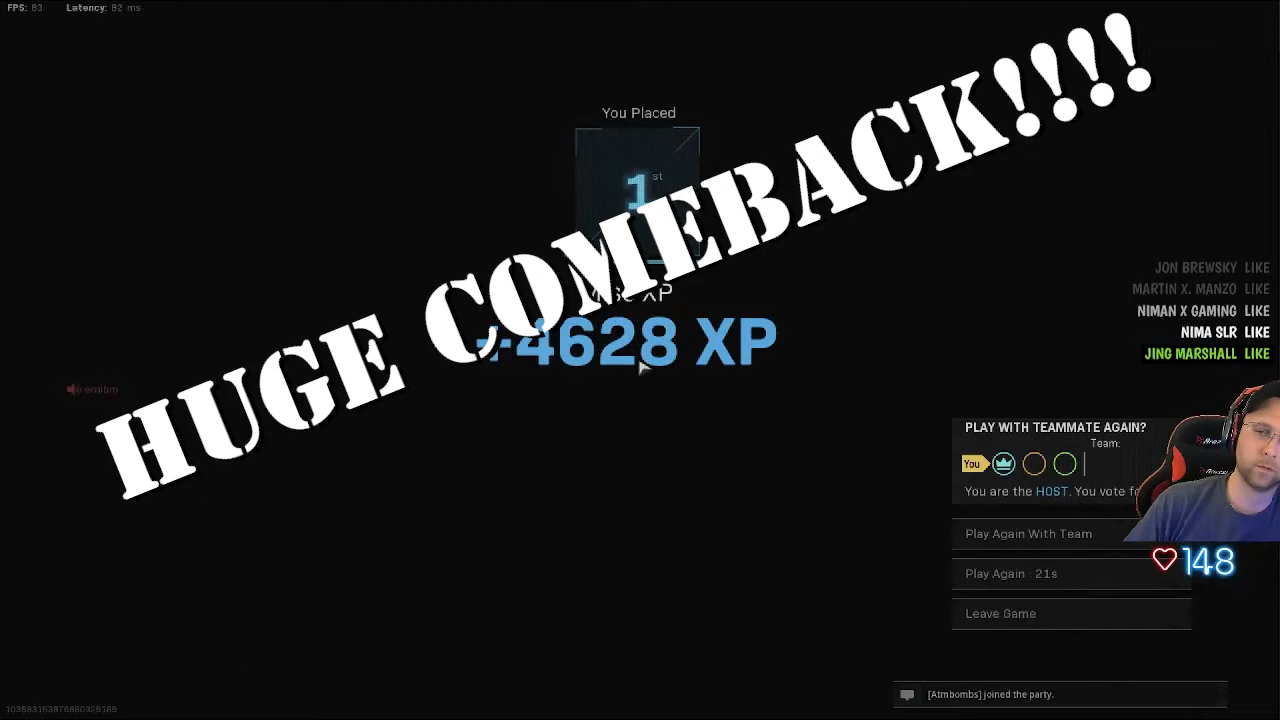 FPS: 83 Latency: 82 ms
HUGE COMEBACK!!!!
You Placed
1st
XP
+4628 XP
JON BREWSKY LIKE
MARTIN X. MANZO LIKE
NIMAN X GAMING LIKE
NIMA SLR LIKE
JING MARSHALL LIKE
PLAY WITH TEAMMATE AGAIN?
Team:
You
You are the HOST. You vote
Play Again With Team
Play Again : 21s
Leave Game
148
[Atmbombs] joined the party.